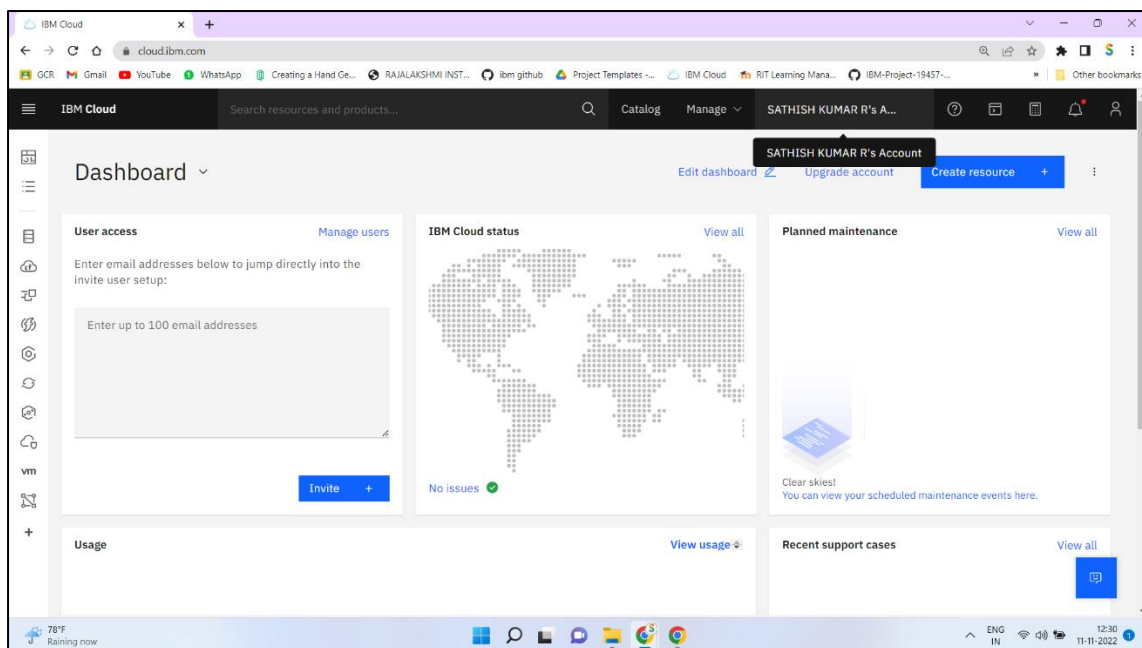 IBM Cloud
cloud.ibm.com
GCR Gmail YouTube WhatsApp Creating a Hand Ge... RAJALAKSHMI INST... ibm github Project Templates -... IBM Cloud RIT Learning Mana... IBM-Project-19457-... » Other bookmarks
IBM Cloud Search resources and products... Catalog Manage SATHISH KUMAR R's A...
SATHISH KUMAR R's Account
Dashboard Edit dashboard Upgrade account Create resource +
User access Manage users
Enter email addresses below to jump directly into the
invite user setup:
Enter up to 100 email addresses
Invite +
IBM Cloud status View all
No issues
Planned maintenance View all
Clear skies!
You can view your scheduled maintenance events here.
vm
Usage View usage
Recent support cases View all
78°F
Raining now
ENG
IN
12:30
11-11-2022
1